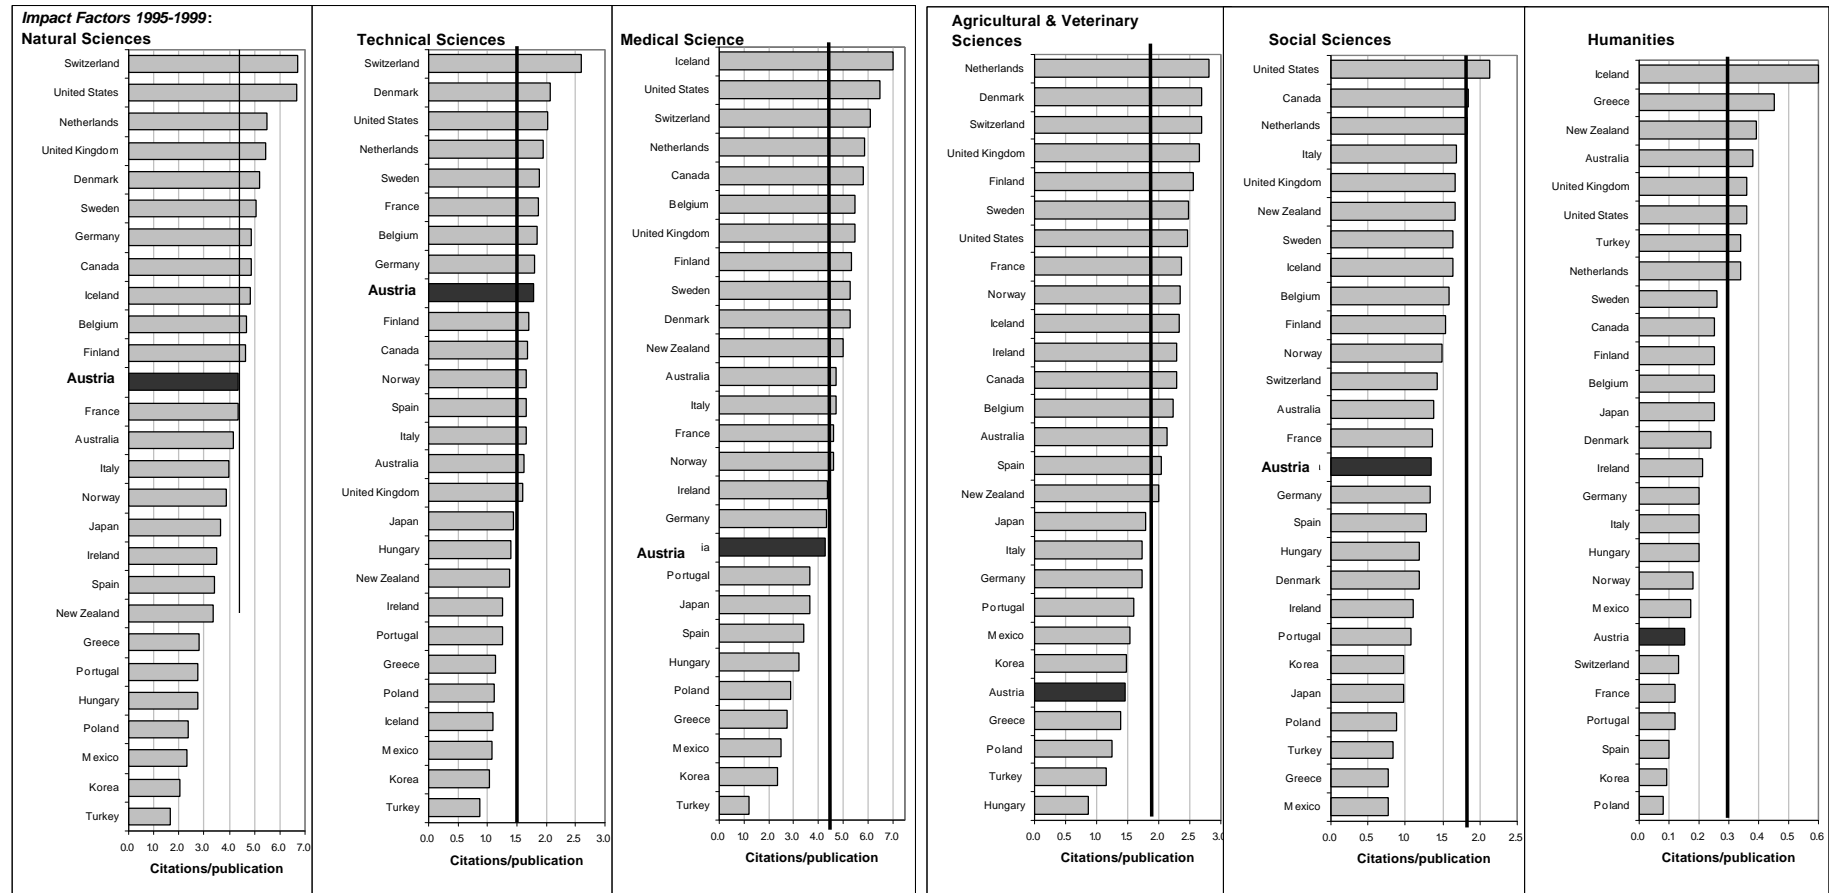 Impact Factors 1995-1999:
Natural Sciences
Switzerland
United States
Netherlands
United Kingdom
Denmark
Sweden
Germany
Canada
Iceland
Belgium
Finland
Austria
France
Australia
Italy
Norway
Japan
Ireland
Spain
New Zealand
Greece
Portugal
Hungary
Poland
Mexico
Korea
Turkey
0.0 1.0 2.0 3.0 4.0 5.0 6.0 7.0
Citations/publication
Technical Sciences
Switzerland
Denmark
United States
Netherlands
Sweden
France
Belgium
Germany
Austria
Finland
Canada
Norway
Spain
Italy
Australia
United Kingdom
Japan
Hungary
New Zealand
Ireland
Portugal
Greece
Poland
Iceland
Mexico
Korea
Turkey
0.0 0.5 1.0 1.5 2.0 2.5 3.0
Citations/publication
Medical Science
Iceland
United States
Switzerland
Netherlands
Canada
Belgium
United Kingdom
Finland
Sweden
Denmark
New Zealand
Australia
Italy
France
Norway
Ireland
Germany
Austria ia
Portugal
Japan
Spain
Hungary
Poland
Greece
Mexico
Korea
Turkey
0.0 1.0 2.0 3.0 4.0 5.0 6.0 7.0
Citations/publication
Agricultural & Veterinary
Sciences
Netherlands
Denmark
Switzerland
United Kingdom
Finland
Sweden
United States
France
Norway
Iceland
Ireland
Canada
Belgium
Australia
Spain
New Zealand
Japan
Italy
Germany
Portugal
Mexico
Korea
Austria
Greece
Poland
Turkey
Hungary
0.0 0.5 1.0 1.5 2.0 2.5 3.0
Citations/publication
Social Sciences
United States
Canada
Netherlands
Italy
United Kingdom
New Zealand
Sweden
Iceland
Belgium
Finland
Norway
Switzerland
Australia
France
Austria
Germany
Spain
Hungary
Denmark
Ireland
Portugal
Korea
Japan
Poland
Turkey
Greece
Mexico
0.0 0.5 1.0 1.5 2.0 2.5
Citations/publication
Humanities
Iceland
Greece
New Zealand
Australia
United Kingdom
United States
Turkey
Netherlands
Sweden
Canada
Finland
Belgium
Japan
Denmark
Ireland
Germany
Italy
Hungary
Norway
Mexico
Austria
Switzerland
France
Portugal
Spain
Korea
Poland
0.0 0.1 0.2 0.3 0.4 0.5 0.6
Citations/publication